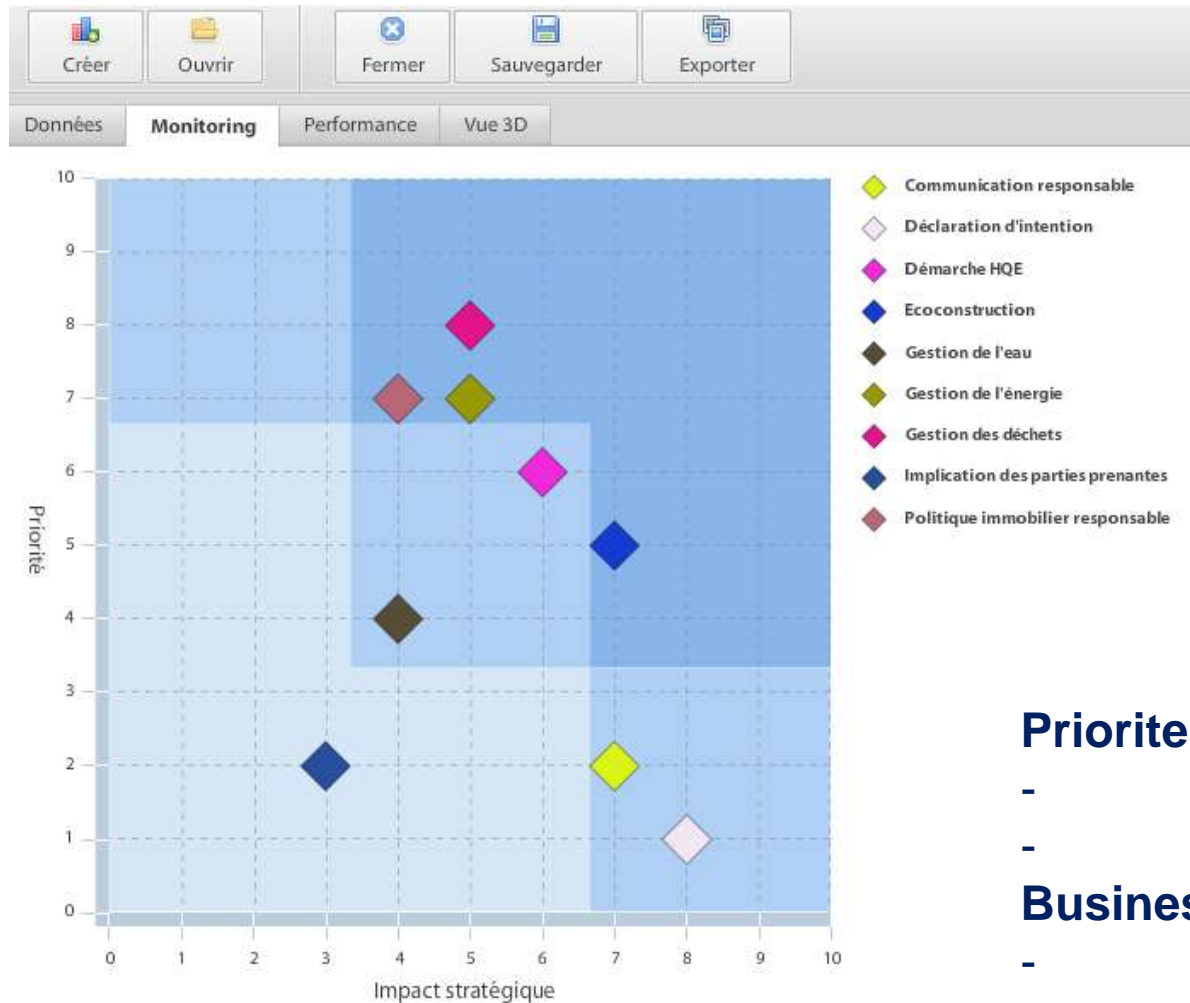 Créer Ouvrir Fermer Sauvegarder Exporter
Données Monitoring Performance Vue 3D
10
9
8
7
6
5
4
3
2
1
0
Priorité
0 1 2 3 4 5 6 7 8 9 10
Impact stratégique
Communication responsable
Déclaration d'intention
Démarche HQE
Ecoconstruction
Gestion de l'eau
Gestion de l'énergie
Gestion des déchets
Implication des parties prenantes
Politique immobilier responsable
Priorite
-
-
Busines
-